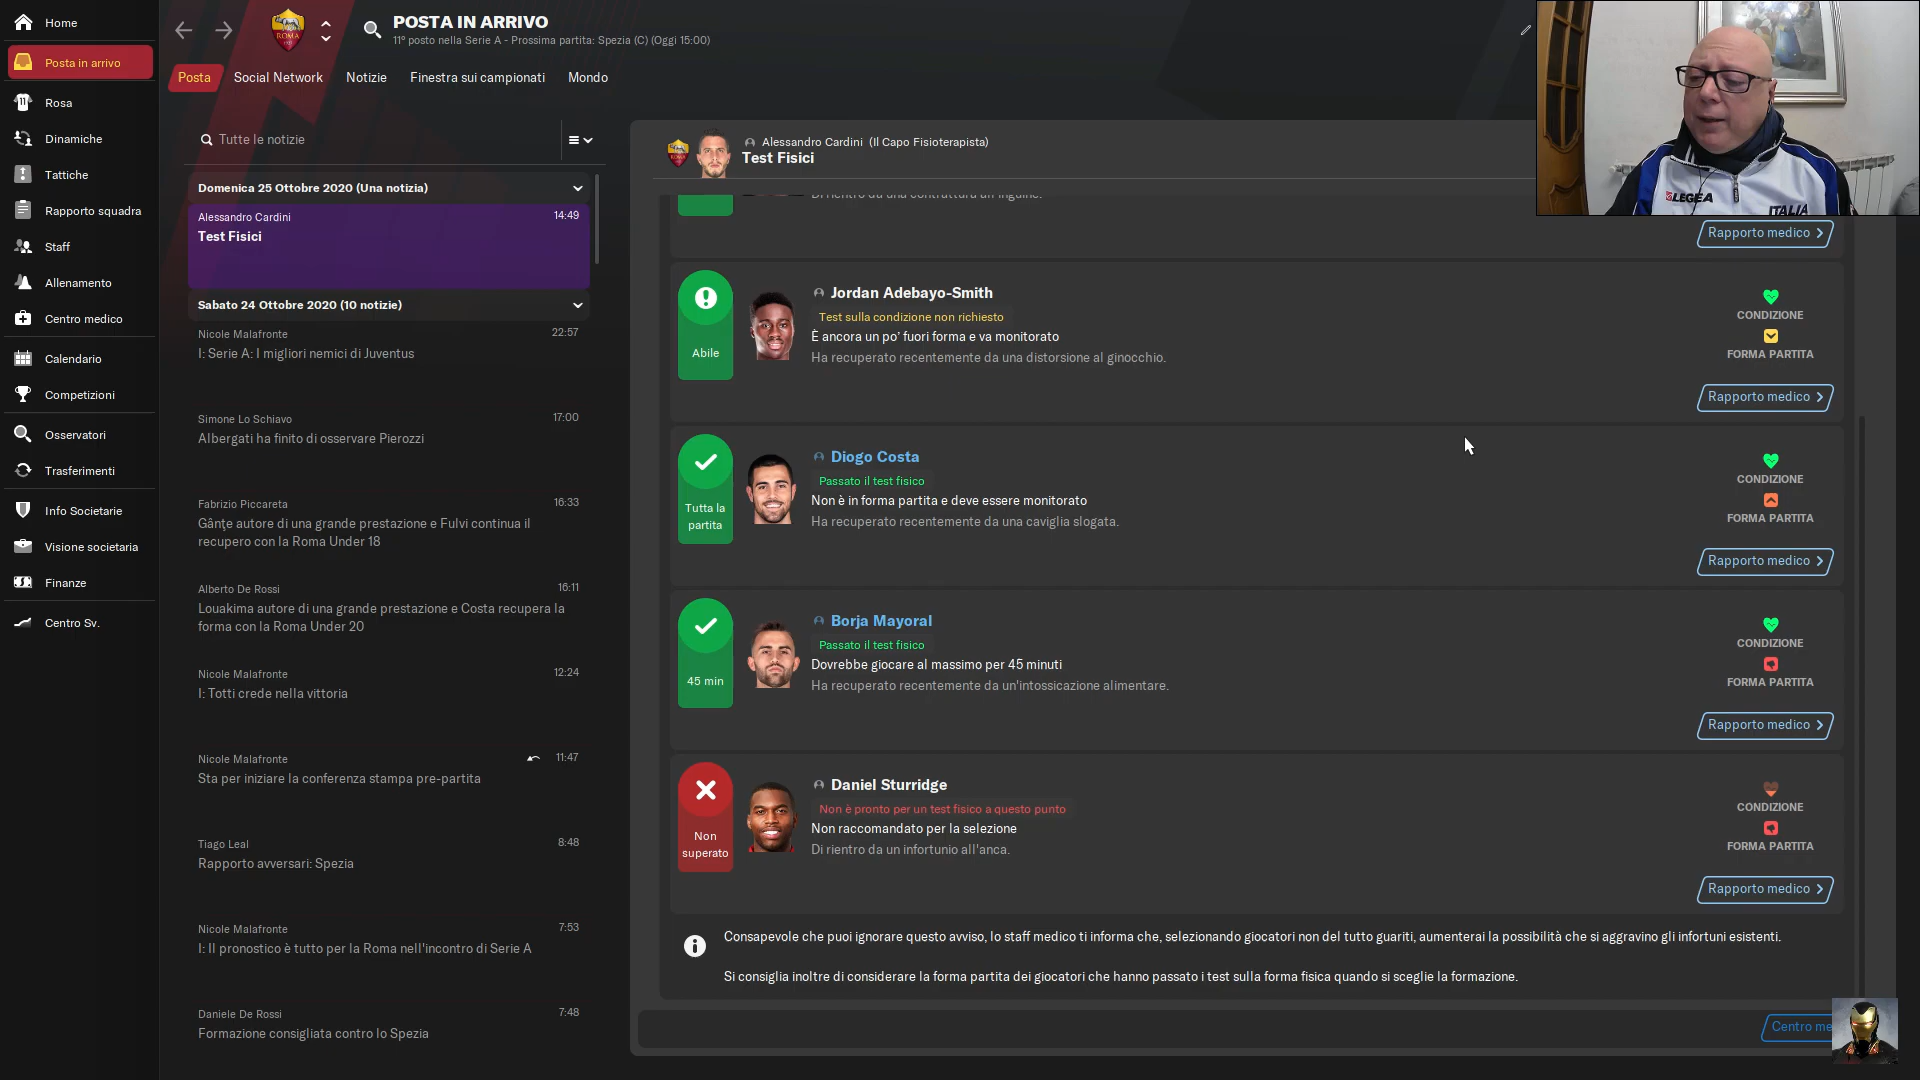 Home
Posta in arrivo
Rosa
Dinamiche
Tattiche
Rapporto squadra
Staff
Allenamento
Centro medico
Calendario
Competizioni
Osservatori
Trasferimenti
Info Societarie
Visione societaria
Finanze
Centro Sv.
POSTA IN ARRIVO
11° posto nella Serie A - Prossima partita: Spezia (C) (Oggi 15:00)
Posta
Social Network
Notizie
Finestra sui campionati
Mondo
Tutte le notizie
Domenica 25 Ottobre 2020 (Una notizia)
Alessandro Cardini 14:49
Test Fisici
Sabato 24 Ottobre 2020 (10 notizie)
Nicole Malafronte 22:57
I: Serie A: I migliori nemici di Juventus
Simone Lo Schiavo 17:00
Albergati ha finito di osservare Pierozzi
Fabrizio Piccareta 16:33
Gânțe autore di una grande prestazione e Fulvi continua il
recupero con la Roma Under 18
Alberto De Rossi 16:11
Louakima autore di una grande prestazione e Costa recupera la
forma con la Roma Under 20
Nicole Malafronte 12:24
I: Totti crede nella vittoria
Nicole Malafronte 11:47
Sta per iniziare la conferenza stampa pre-partita
Tiago Leal 8:48
Rapporto avversari: Spezia
Nicole Malafronte 7:53
I: Il pronostico è tutto per la Roma nell'incontro di Serie A
Daniele De Rossi 7:48
Formazione consigliata contro lo Spezia
Alessandro Cardini (Il Capo Fisioterapista)
Test Fisici
Di rientro da una contrattura all'inguine.
Rapporto medico
Abile
Jordan Adebayo-Smith
Test sulla condizione non richiesto
È ancora un po' fuori forma e va monitorato
Ha recuperato recentemente da una distorsione al ginocchio.
CONDIZIONE
FORMA PARTITA
Rapporto medico
Tutta la
partita
Diogo Costa
Passato il test fisico
Non è in forma partita e deve essere monitorato
Ha recuperato recentemente da una caviglia slogata.
CONDIZIONE
FORMA PARTITA
Rapporto medico
45 min
Borja Mayoral
Passato il test fisico
Dovrebbe giocare al massimo per 45 minuti
Ha recuperato recentemente da un'intossicazione alimentare.
CONDIZIONE
FORMA PARTITA
Rapporto medico
Non
superato
Daniel Sturridge
Non è pronto per un test fisico a questo punto
Non raccomandato per la selezione
Di rientro da un infortunio all'anca.
CONDIZIONE
FORMA PARTITA
Rapporto medico
Consapevole che puoi ignorare questo avviso, lo staff medico ti informa che, selezionando giocatori non del tutto guariti, aumenterai la possibilità che si aggravino gli infortuni esistenti.
Si consiglia inoltre di considerare la forma partita dei giocatori che hanno passato i test sulla forma fisica quando si sceglie la formazione.
Centro me
LEGEA
ITALIA
ROMA